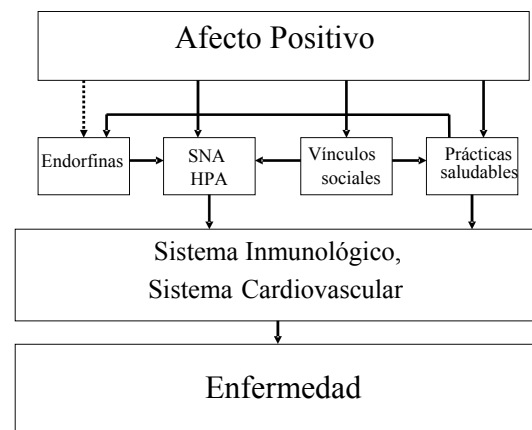 Afecto Positivo
Endorfinas
SNA
HPA
Vínculos
sociales
Prácticas
saludables
Sistema Inmunológico,
Sistema Cardiovascular
Enfermedad